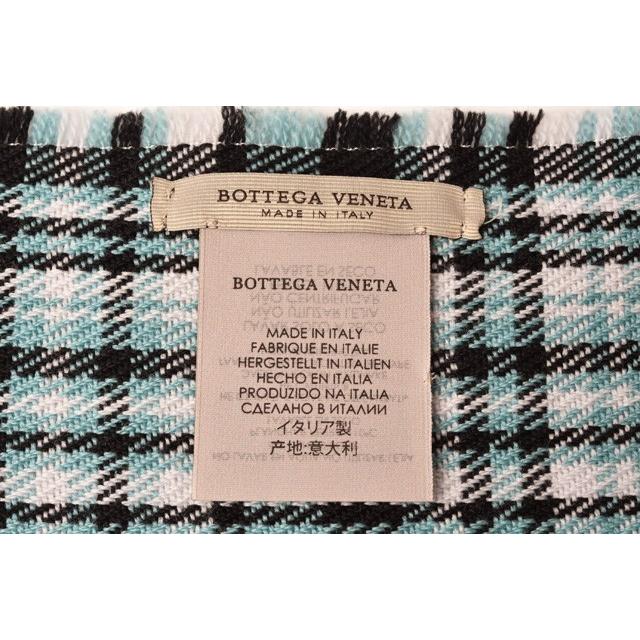 BOTTEGA VENETA
MADE IN ITALY
BOTTEGA VENETA
MADE IN ITALY
FABRIQUE EN ITALIE
HERGESTELLT IN ITALIEN
HECHO EN ITALIA
PRODUZIDO NA ITALIA
СДЕЛАНО В ИТАЛИИ
イタリア製
产地:意大利